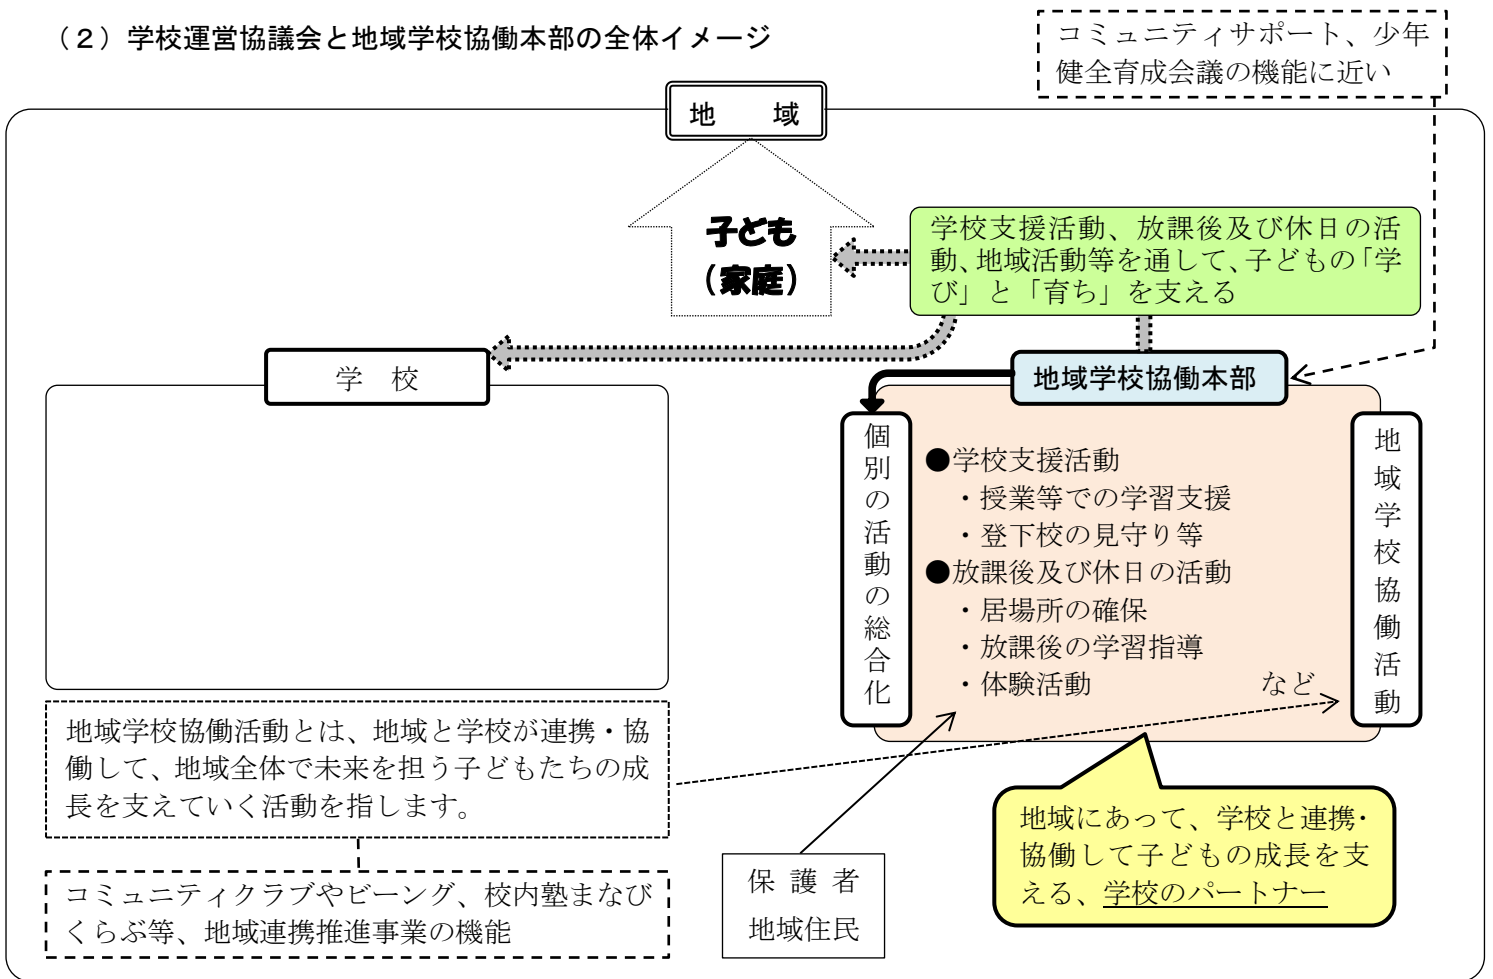 （２）学校運営協議会と地域学校協働本部の全体イメージ
コミュニティサポート、少年
健全育成会議の機能に近い
地　域
子ども
（家庭）
学校支援活動、放課後及び休日の活
動、地域活動等を通して、子どもの「学
び」と「育ち」を支える
学　校
地域学校協働本部
個別の活動の総合化
●学校支援活動
・授業等での学習支援
・登下校の見守り等
●放課後及び休日の活動
・居場所の確保
・放課後の学習指導
・体験活動　など
地域学校協働活動
地域学校協働活動とは、地域と学校が連携・協
働して、地域全体で未来を担う子どもたちの成
長を支えていく活動を指します。
コミュニティクラブやビーング、校内塾まなび
くらぶ等、地域連携推進事業の機能
保 護 者
地域住民
地域にあって、学校と連携・
協働して子どもの成長を支
える、学校のパートナー